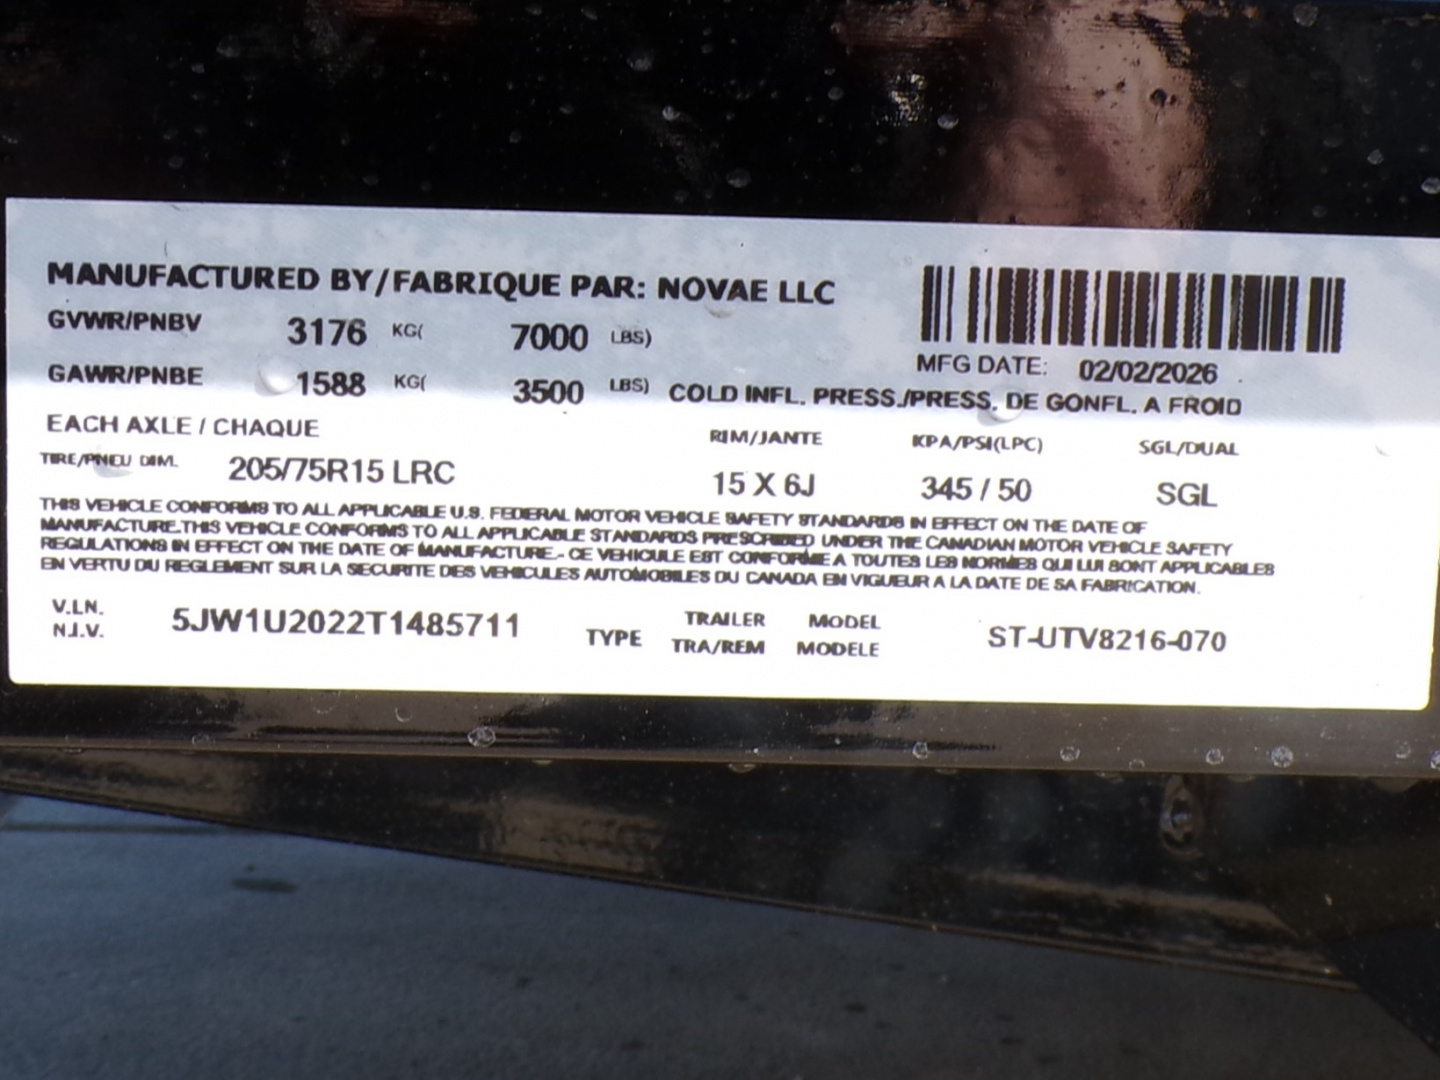 MANUFACTURED BY/FABRIQUE PAR: NOVAE LLC
GVWR/PNBV 3176 KG( 7000 LBS)
MFG DATE: 02/02/2026
GAWR/PNBE 1588 KG( 3500 LBS) COLD INFL. PRESS./PRESS. DE GONFL. A FROID
EACH AXLE / CHAQUE RIM/JANTE KPA/PSI(LPC) SGL/DUAL
TIRE/PNEU DIM. 205/75R15 LRC 15 X 6J 345 / 50 SGL
THIS VEHICLE CONFORMS TO ALL APPLICABLE U.S. FEDERAL MOTOR VEHICLE SAFETY STANDARDS IN EFFECT ON THE DATE OF
MANUFACTURE.THIS VEHICLE CONFORMS TO ALL APPLICABLE STANDARDS PRESCRIBED UNDER THE CANADIAN MOTOR VEHICLE SAFETY
REGULATIONS IN EFFECT ON THE DATE OF MANUFACTURE.- CE VEHICULE EST CONFORME A TOUTES LES NORMES QUI LUI SONT APPLICABLES
EN VERTU DU REGLEMENT SUR LA SECURITE DES VEHICULES AUTOMOBILES DU CANADA EN VIGUEUR A LA DATE DE SA FABRICATION.
V.I.N. 5JW1U2022T1485711 TYPE TRAILER MODEL ST-UTV8216-070
N.I.V. TRA/REM MODELE